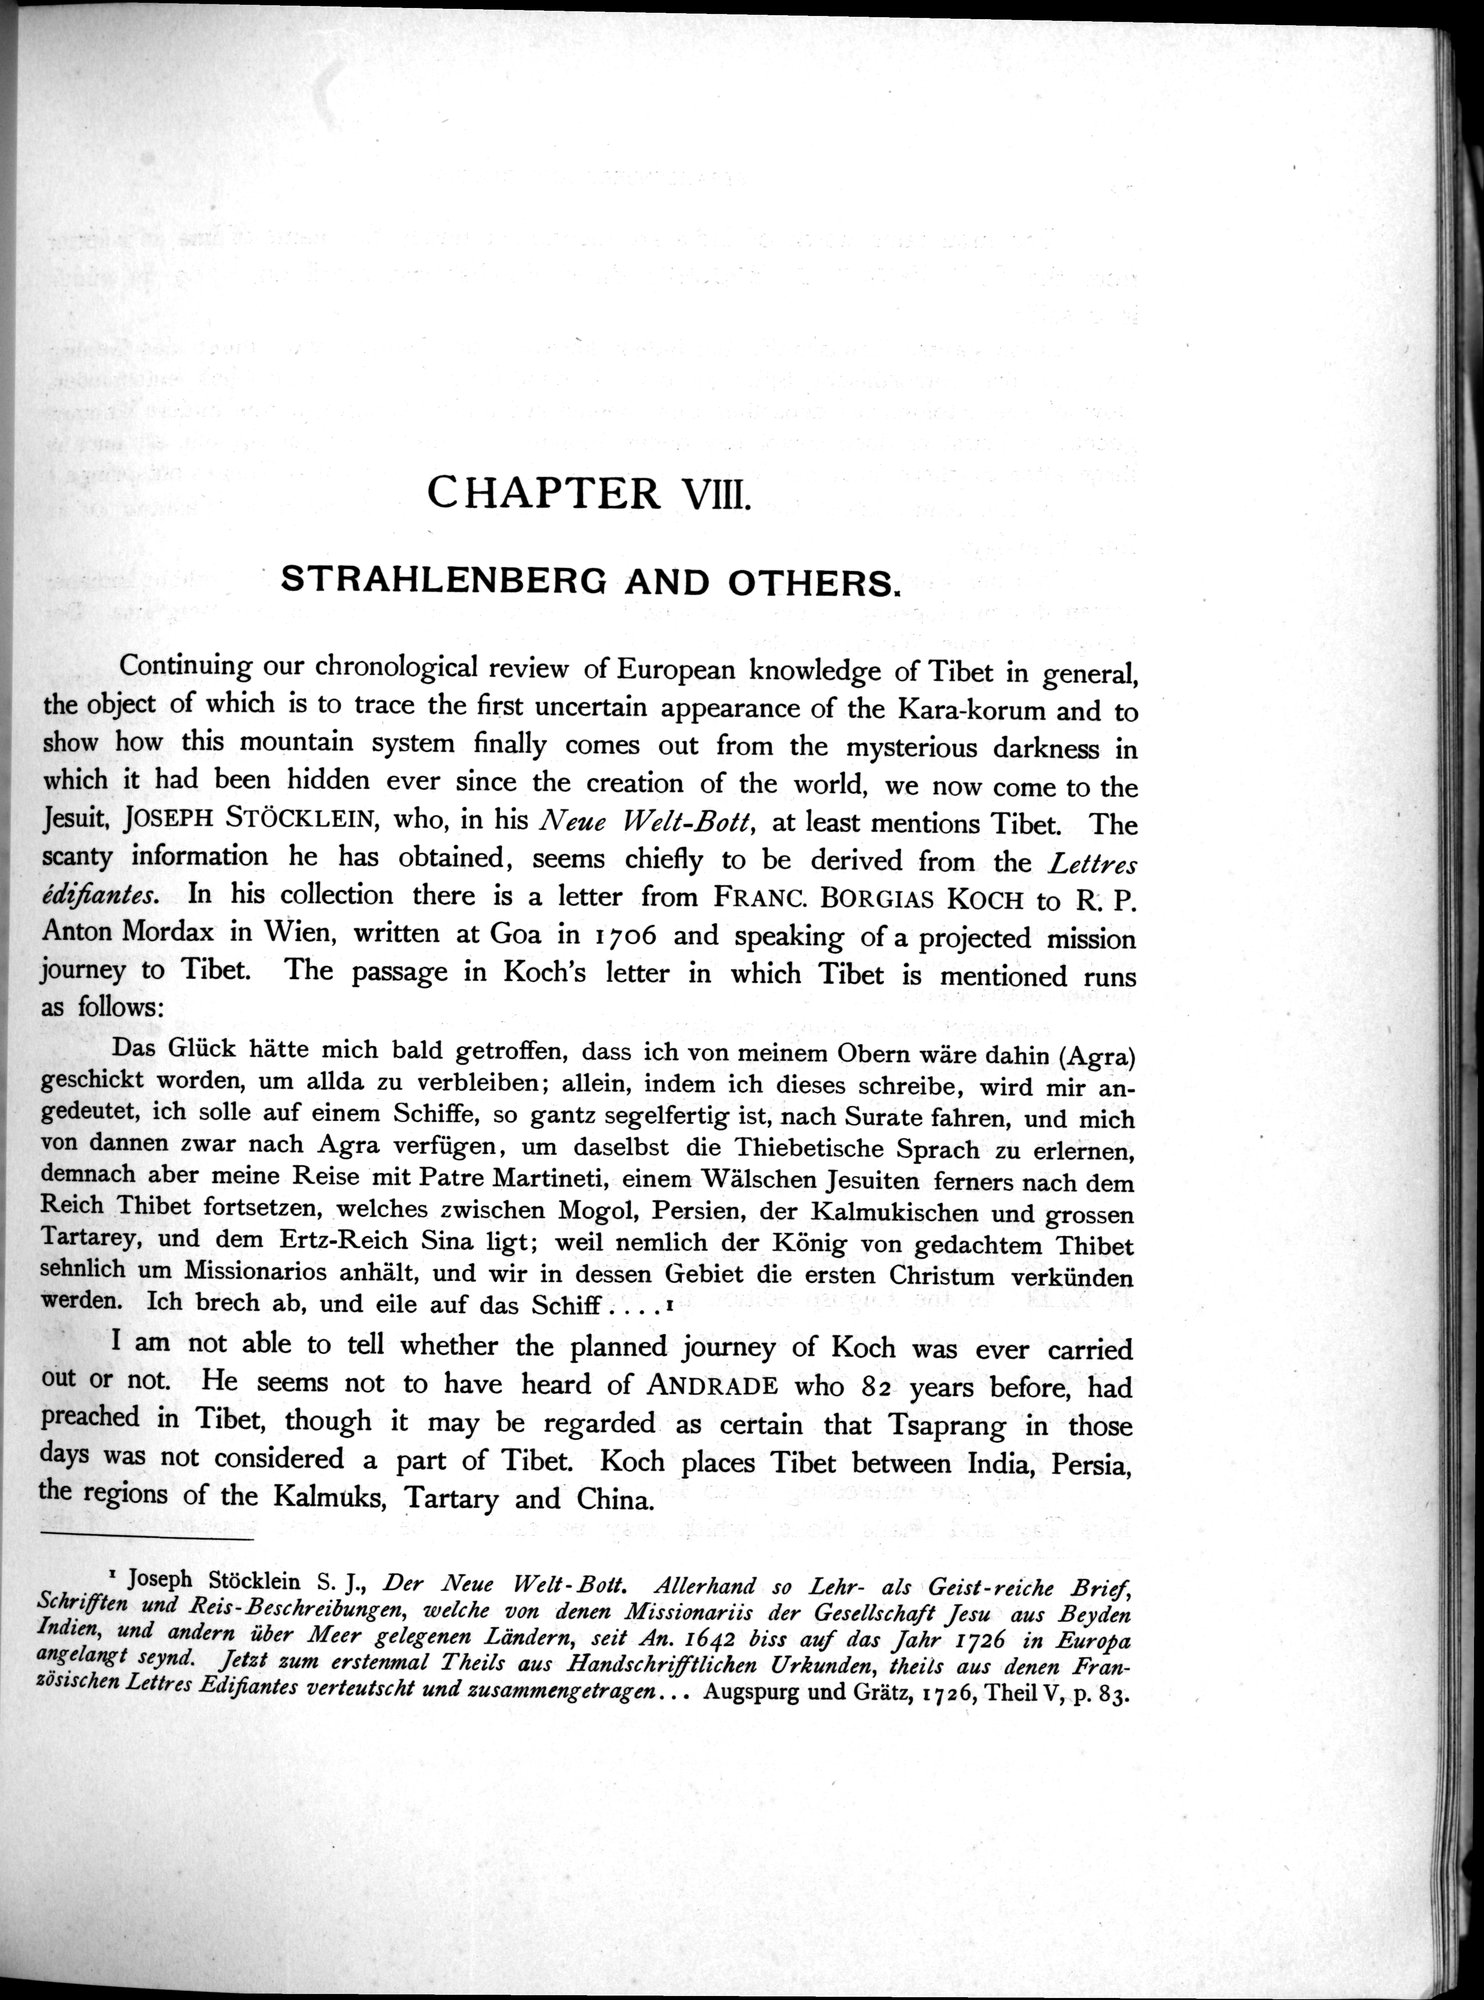 CHAPTER VIII.
STRAHLENBERG AND OTHERS.
Continuing our chronological review of European knowledge of Tibet in general,
the object of which is to trace the first uncertain appearance of the Kara-korum and to
show how this mountain system finally comes out from the mysterious darkness in
which it had been hidden ever since the creation of the world, we now come to the
Jesuit, JOSEPH STÖCKLEIN, who, in his Neue Welt-Bott, at least mentions Tibet. The
scanty information he has obtained, seems chiefly to be derived from the Lettres
édifiantes. In his collection there is a letter from FRANC. BORGIAS KOCH to R. P.
Anton Mordax in Wien, written at Goa in 1706 and speaking of a projected mission
journey to Tibet. The passage in Koch's letter in which Tibet is mentioned runs
as follows:
Das Glück hätte mich bald getroffen, dass ich von meinem Obern wäre dahin (Agra)
geschickt worden, um allda zu verbleiben; allein, indem ich dieses schreibe, wird mir an-
gedeutet, ich solle auf einem Schiffe, so gantz segelfertig ist, nach Surate fahren, und mich
von dannen zwar nach Agra verfügen, um daselbst die Thiebetische Sprach zu erlernen,
demnach aber meine Reise mit Patre Martineti, einem Wälschen Jesuiten ferners nach dem
Reich Thibet fortsetzen, welches zwischen Mogol, Persien, der Kalmukischen und grossen
Tartarey, und dem Ertz-Reich Sina ligt; weil nemlich der König von gedachtem Thibet
sehnlich um Missionarios anhält, und wir in dessen Gebiet die ersten Christum verkünden
werden. Ich brech ab, und eile auf das Schiff . . . . 1
I am not able to tell whether the planned journey of Koch was ever carried
out or not. He seems not to have heard of ANDRADE who 82 years before, had
preached in Tibet, though it may be regarded as certain that Tsaprang in those
days was not considered a part of Tibet. Koch places Tibet between India, Persia,
the regions of the Kalmuks, Tartary and China.
1 Joseph Stöcklein S. J., Der Neue Welt-Bott. Allerhand so Lehr- als Geist-reiche Brief,
Schrifften und Reis-Beschreibungen, welche von denen Missionariis der Gesellschaft Jesu aus Beyden
Indien, und andern über Meer gelegenen Ländern, seit An. 1642 biss auf das Jahr 1726 in Europa
angelangt seynd. Jetzt zum erstenmal Theils aus Handschrifftlichen Urkunden, theils aus denen Fran-
zösischen Lettres Edifiantes verteutscht und zusammengetragen... Augspurg und Grätz, 1726, Theil V, p. 83.